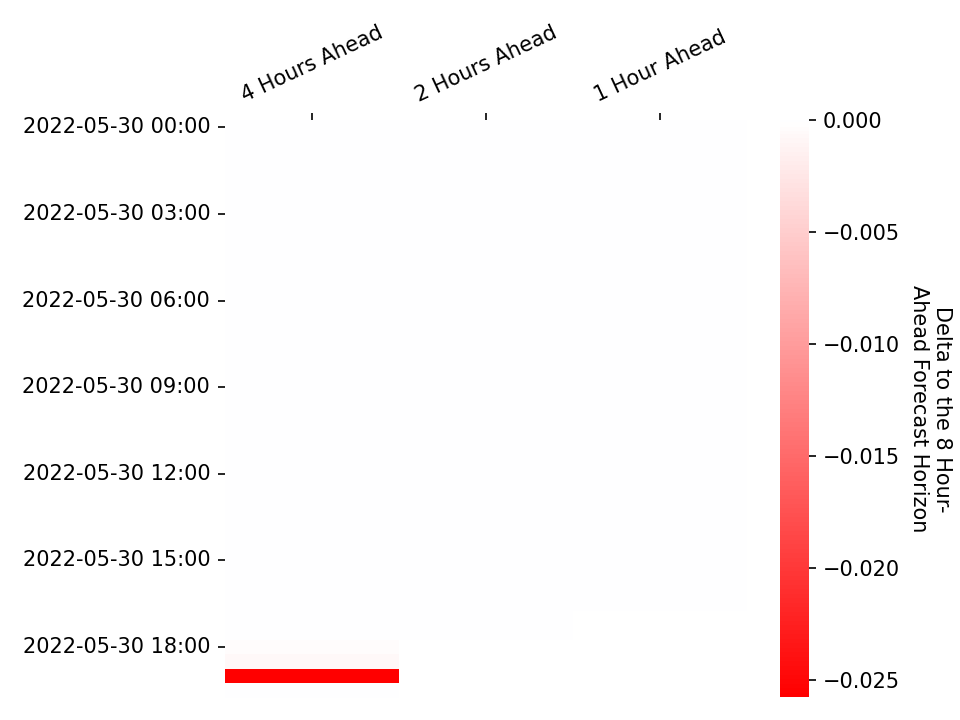 4 Hours Ahead
2 Hours Ahead
1 Hour Ahead
2022-05-30 00:00
2022-05-30 03:00
2022-05-30 06:00
2022-05-30 09:00
2022-05-30 12:00
2022-05-30 15:00
2022-05-30 18:00
0.000
−0.005
−0.010
−0.015
−0.020
−0.025
Delta to the 8 Hour-
Ahead Forecast Horizon